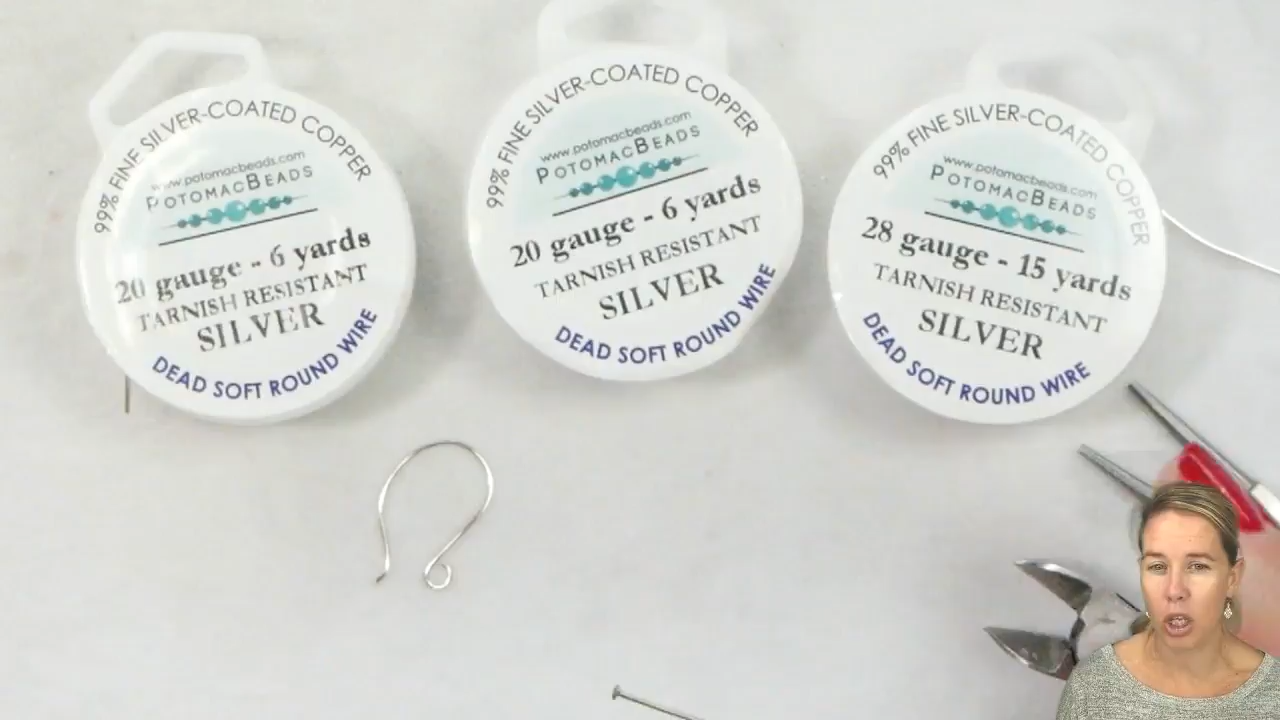 99% FINE SILVER-COATED COPPER
www.potomacbeads.com
POTOMACBEADS
20 gauge - 6 yards
TARNISH RESISTANT
SILVER
DEAD SOFT ROUND WIRE
99% FINE SILVER-COATED COPPER
www.potomacbeads.com
POTOMACBEADS
20 gauge - 6 yards
TARNISH RESISTANT
SILVER
DEAD SOFT ROUND WIRE
99% FINE SILVER-COATED COPPER
www.potomacbeads.com
POTOMACBEADS
28 gauge - 15 yards
TARNISH RESISTANT
SILVER
DEAD SOFT ROUND WIRE